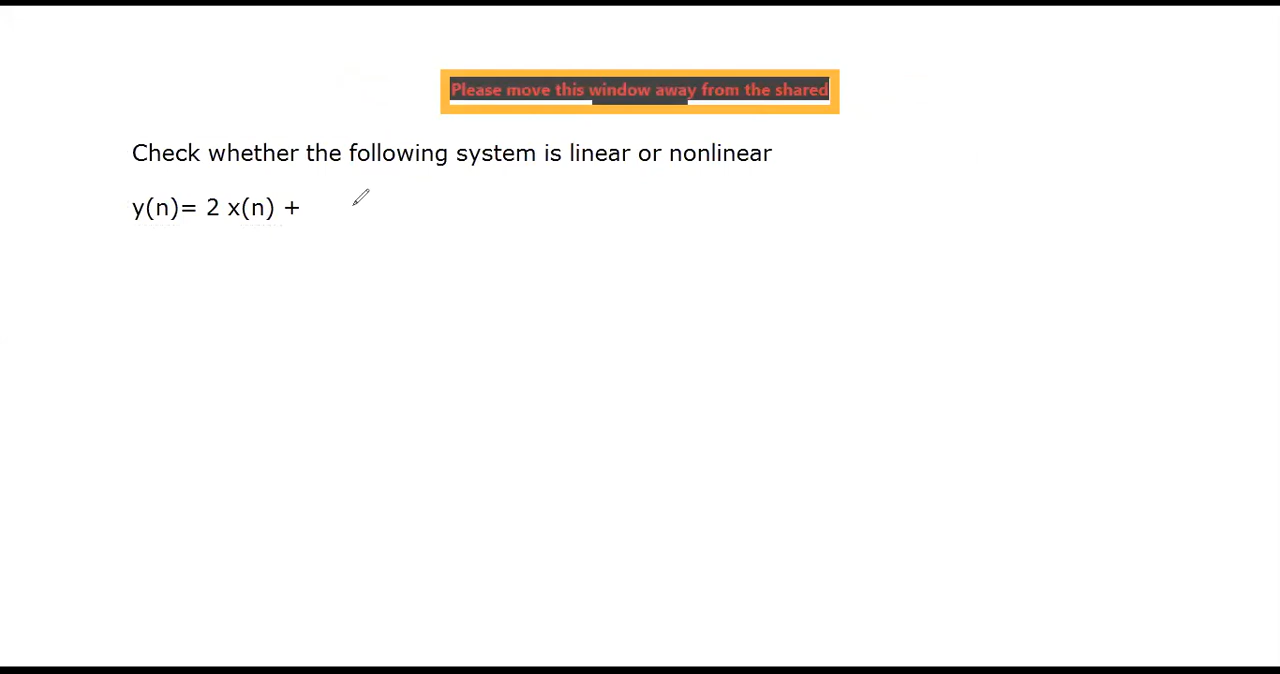 Please move this window away from the shared
Check whether the following system is linear or nonlinear
y(n)= 2 x(n) +